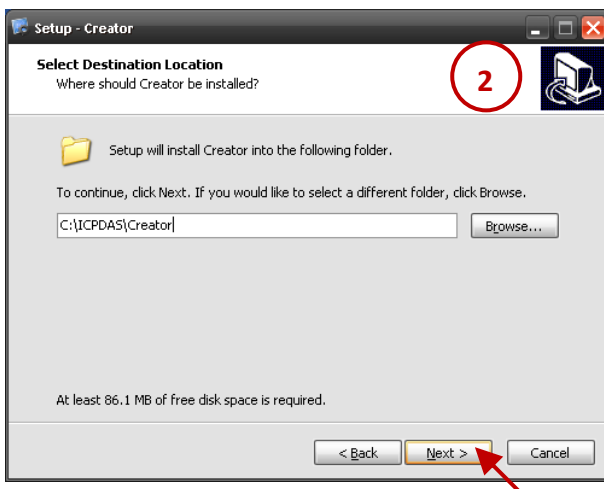 Setup - Creator
Select Destination Location
Where should Creator be installed?
2
Setup will install Creator into the following folder.
To continue, click Next. If you would like to select a different folder, click Browse.
C:\ICPDAS\Creator
Browse...
At least 86.1 MB of free disk space is required.
< Back
Next >
Cancel